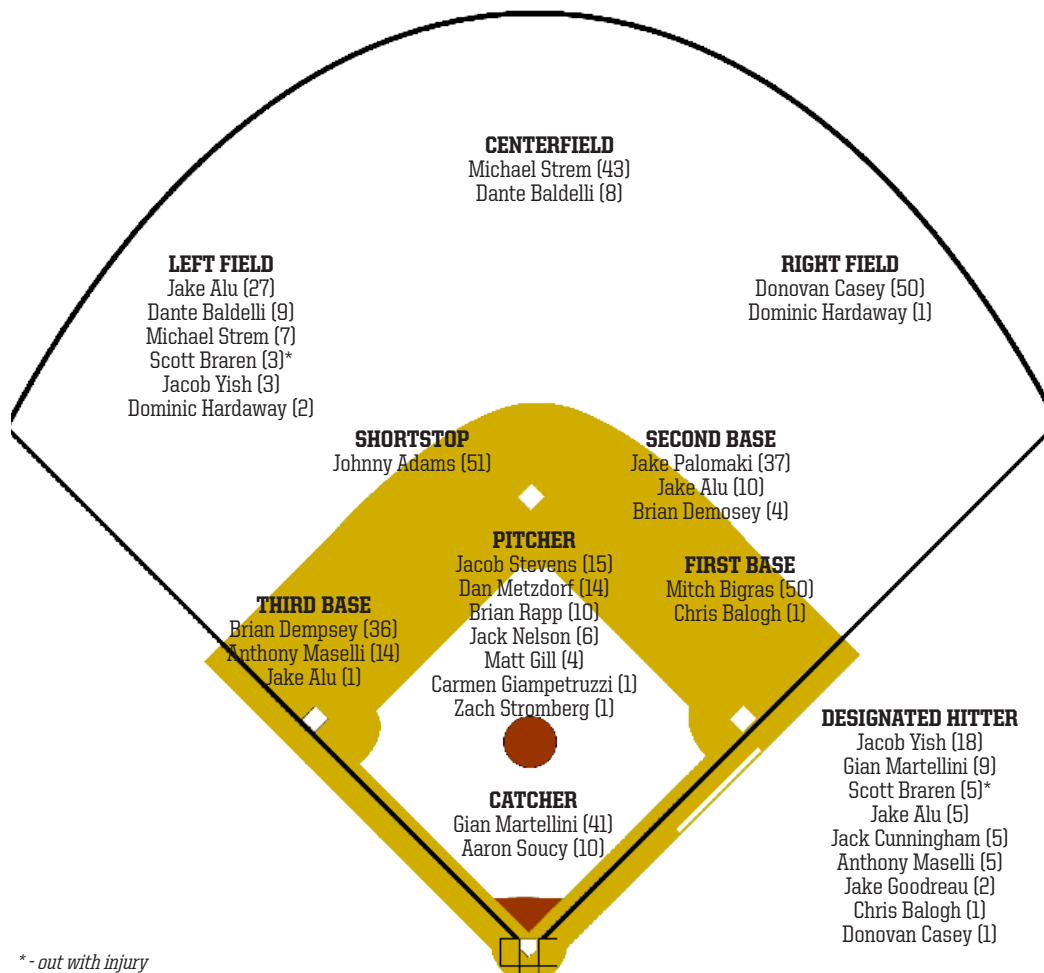 CENTERFIELD
Michael Strem (43)
Dante Baldelli (8)
LEFT FIELD
Jake Alu (27)
Dante Baldelli (9)
Michael Strem (7)
Scott Braren (3)*
Jacob Yish (3)
Dominic Hardaway (2)
RIGHT FIELD
Donovan Casey (50)
Dominic Hardaway (1)
SHORTSTOP
Johnny Adams (51)
SECOND BASE
Jake Palomaki (37)
Jake Alu (10)
Brian Demosey (4)
PITCHER
Jacob Stevens (15)
Dan Metzdorf (14)
Brian Rapp (10)
Jack Nelson (6)
Matt Gill (4)
Carmen Giampetruzzi (1)
Zach Stromberg (1)
FIRST BASE
Mitch Bigras (50)
Chris Balogh (1)
THIRD BASE
Brian Dempsey (36)
Anthony Maselli (14)
Jake Alu (1)
DESIGNATED HITTER
Jacob Yish (18)
Gian Martellini (9)
Scott Braren (5)*
Jake Alu (5)
Jack Cunningham (5)
Anthony Maselli (5)
Jake Goodreau (2)
Chris Balogh (1)
Donovan Casey (1)
CATCHER
Gian Martellini (41)
Aaron Soucy (10)
* - out with injury